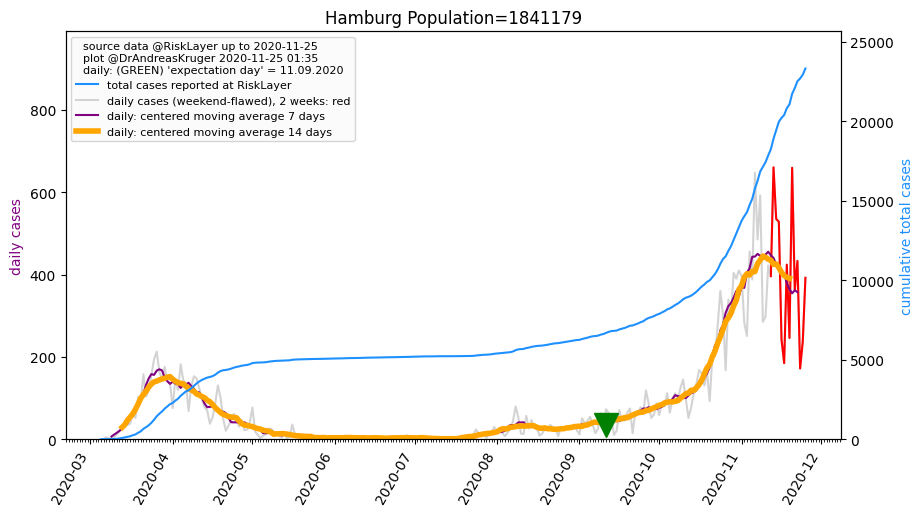 Hamburg Population=1841179
source data @RiskLayer up to 2020-11-25
plot @DrAndreasKruger 2020-11-25 01:35
daily: (GREEN) 'expectation day' = 11.09.2020
total cases reported at RiskLayer
daily cases (weekend-flawed), 2 weeks: red
daily: centered moving average 7 days
daily: centered moving average 14 days
daily cases
800
600
400
200
0
25000
20000
15000
10000
5000
0
cumulative total cases
2020-03
2020-04
2020-05
2020-06
2020-07
2020-08
2020-09
2020-10
2020-11
2020-12